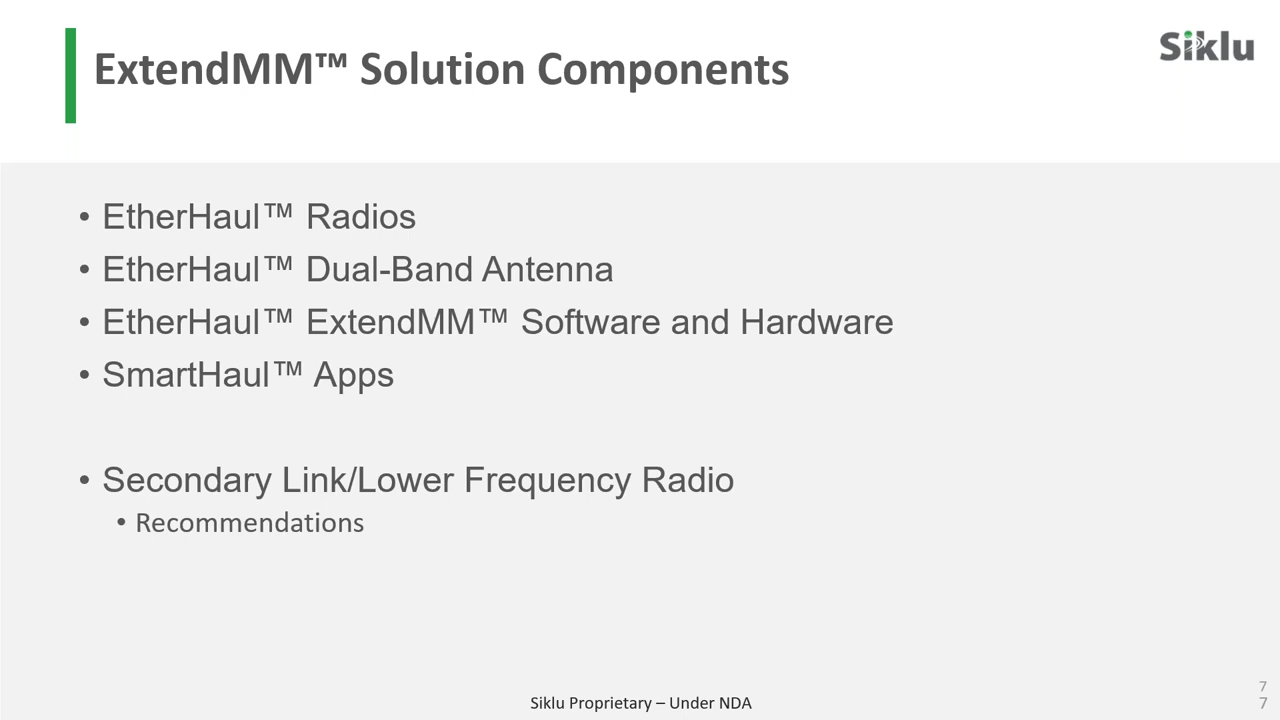 ExtendMM™ Solution Components
Siklu
• EtherHaul™ Radios
• EtherHaul™ Dual-Band Antenna
• EtherHaul™ ExtendMM™ Software and Hardware
• SmartHaul™ Apps
• Secondary Link/Lower Frequency Radio
• Recommendations
7
Siklu Proprietary – Under NDA
7